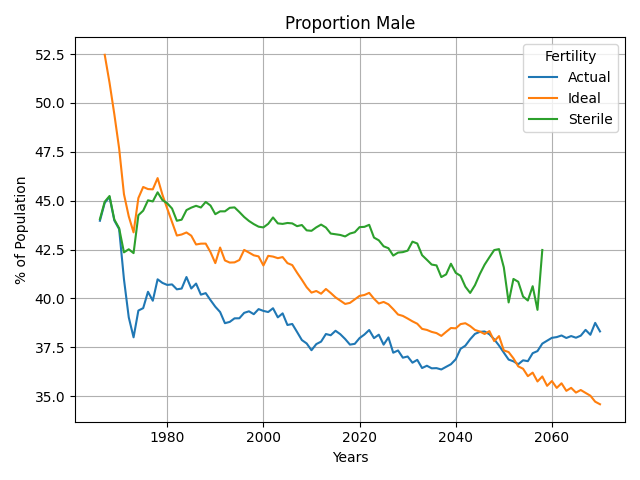 Proportion Male
Fertility
Actual
Ideal
Sterile
52.5
50.0
47.5
45.0
42.5
40.0
37.5
35.0
% of Population
1980
2000
2020
2040
2060
Years